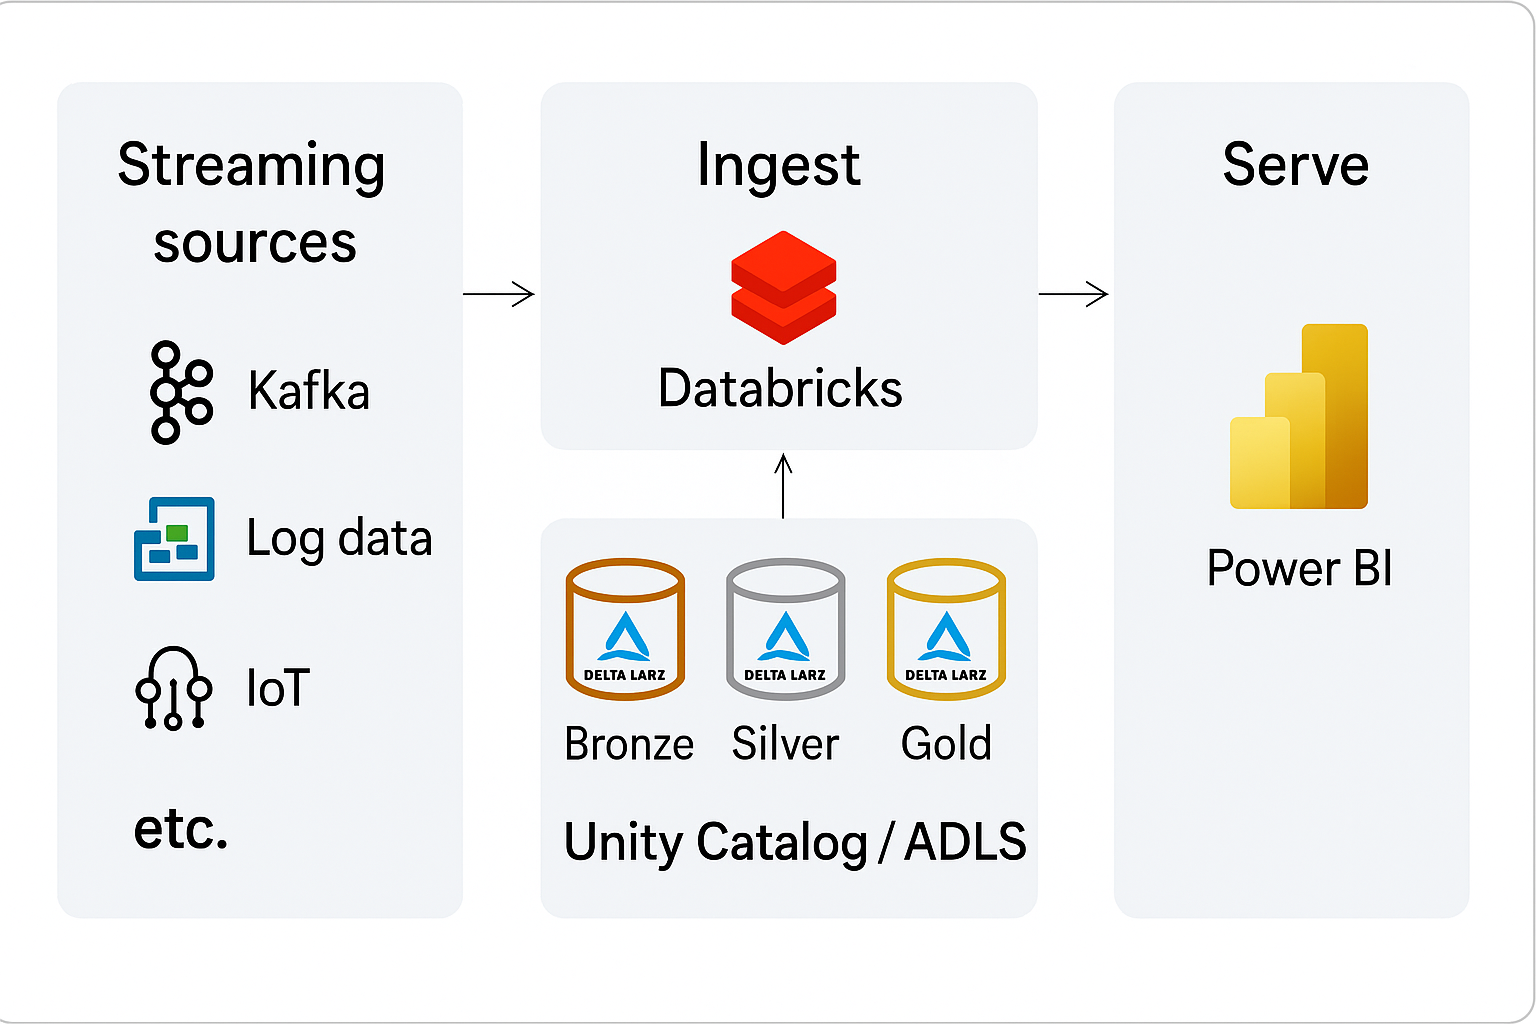 Streaming
sources
Kafka
Log data
IoT
etc.
Ingest
Databricks
DELTA LARZ
DELTA LARZ
DELTA LARZ
Bronze
Silver
Gold
Unity Catalog / ADLS
Serve
Power BI